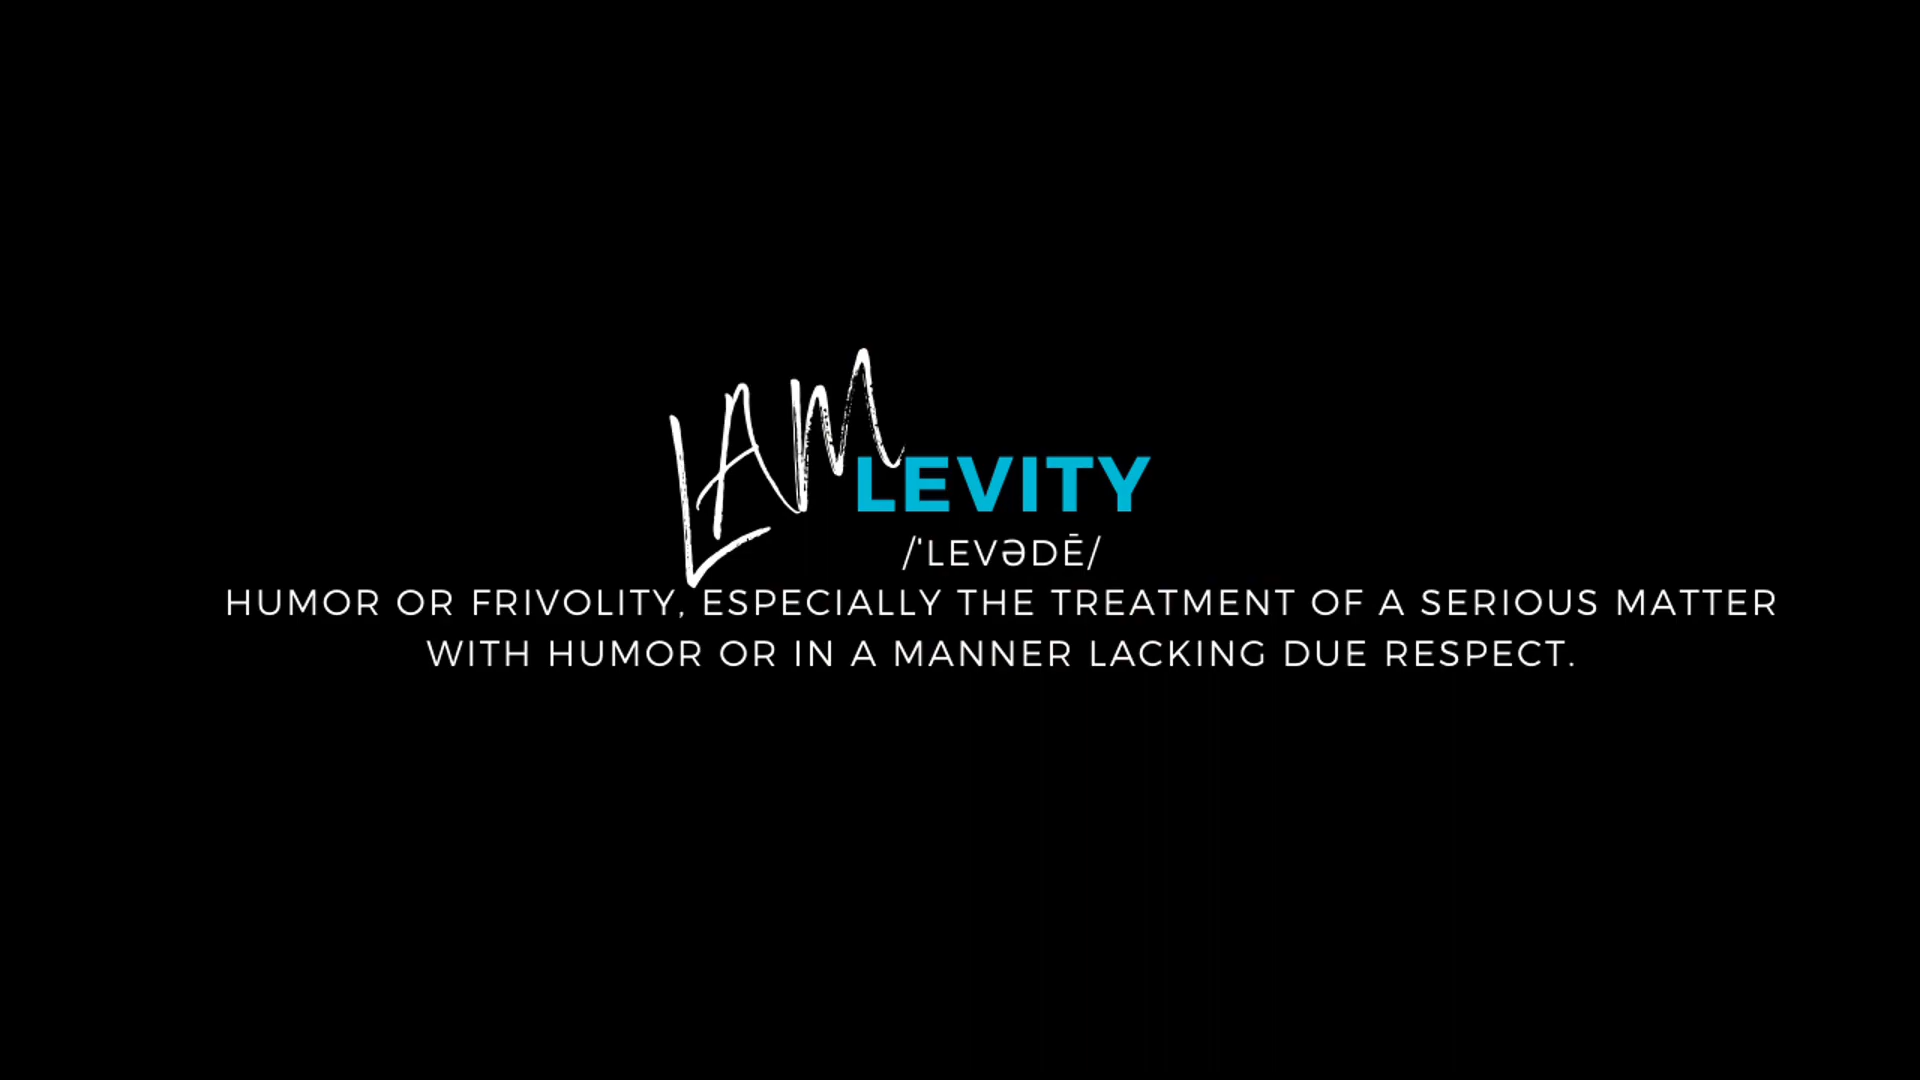 LAM
LEVITY
/ˈLEVƏDĒ/
HUMOR OR FRIVOLITY, ESPECIALLY THE TREATMENT OF A SERIOUS MATTER
WITH HUMOR OR IN A MANNER LACKING DUE RESPECT.